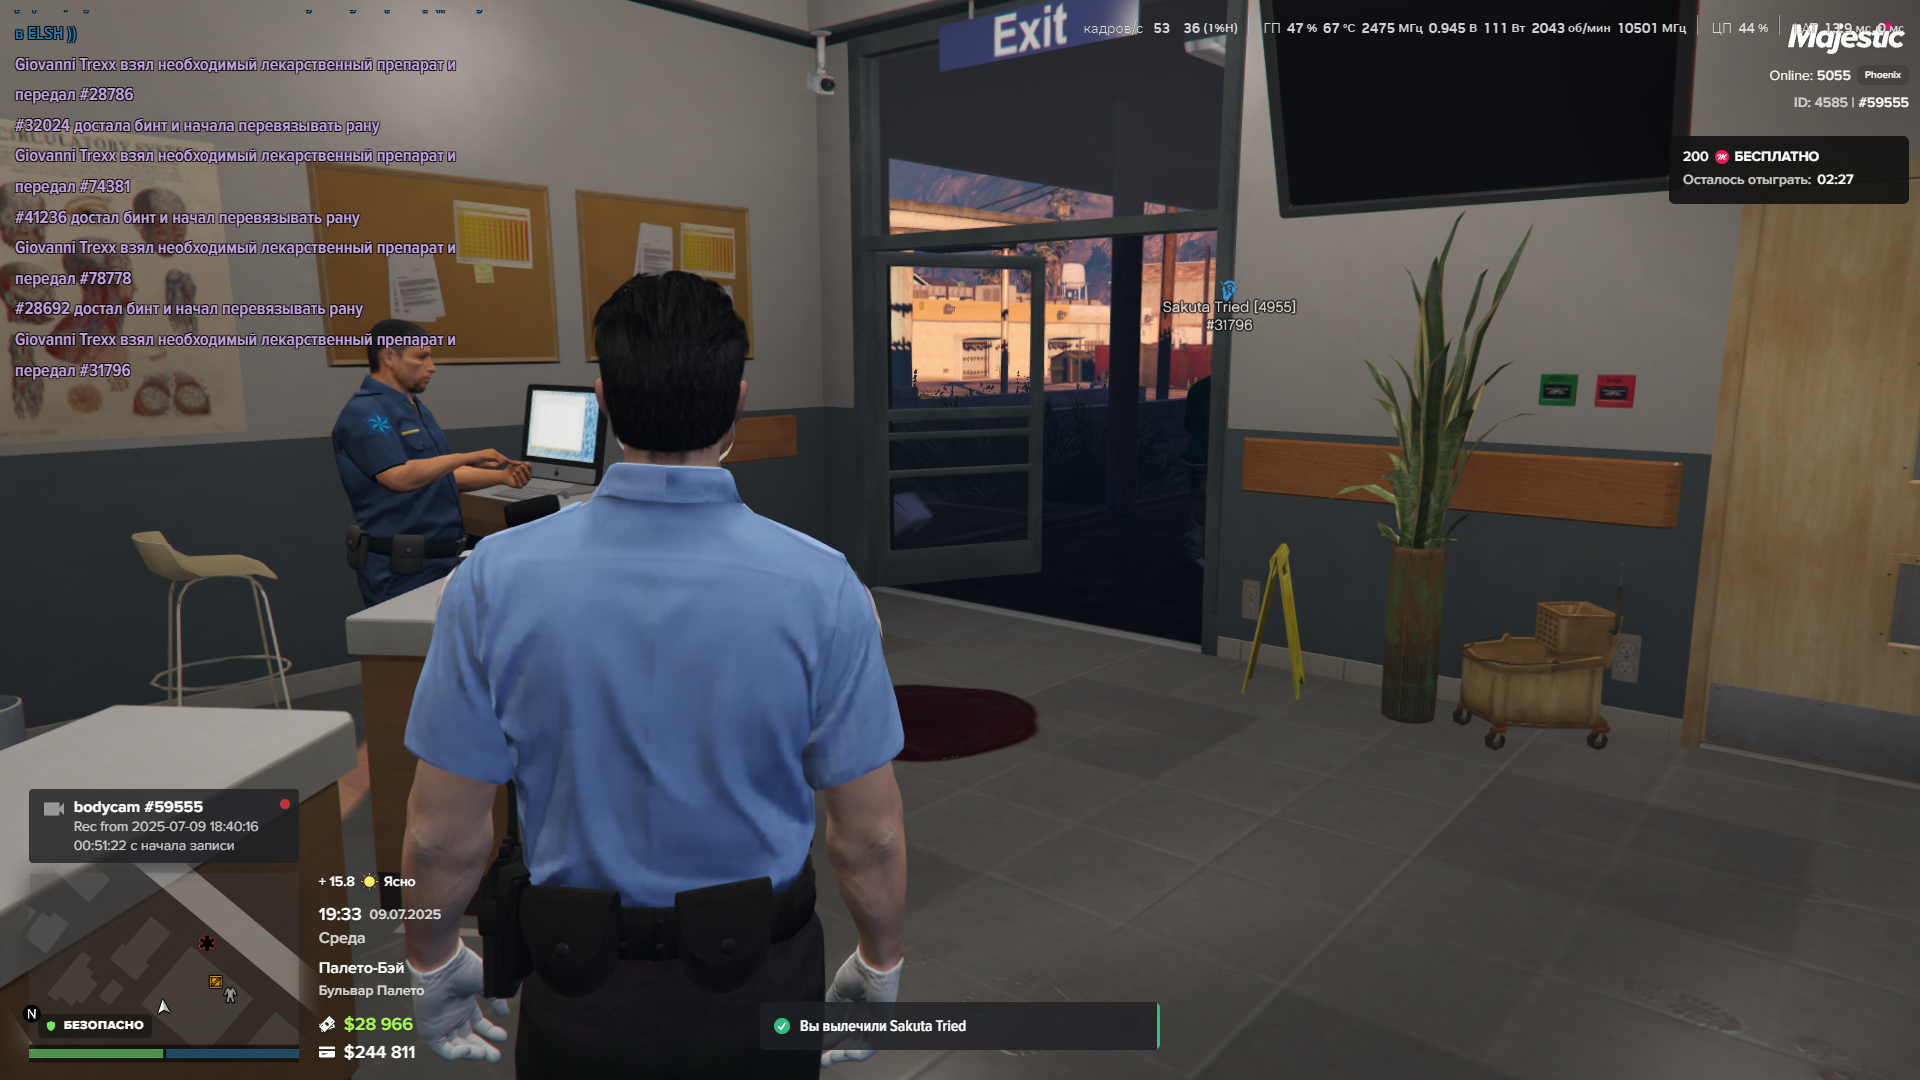 в ELSH ))
Giovanni Trexx взял необходимый лекарственный препарат и
передал #28786
#32024 достала бинт и начала перевязывать рану
Giovanni Trexx взял необходимый лекарственный препарат и
передал #74381
#41236 достал бинт и начал перевязывать рану
Giovanni Trexx взял необходимый лекарственный препарат и
передал #78778
#28692 достал бинт и начал перевязывать рану
Giovanni Trexx взял необходимый лекарственный препарат и
передал #31796
Exit
кадров/с 53 36 (1%Н) ГП 47 % 67 °C 2475 МГц 0.945 В 111 Вт 2043 об/мин 10501 МГц ЦП 44 %
Majestic
Online: 5055 Phoenix
ID: 4585 | #59555
200 БЕСПЛАТНО
Осталось отыграть: 02:27
Sakuta Tried [4955]
#31796
bodycam #59555
Rec from 2025-07-09 18:40:16
00:51:22 с начала записи
+ 15.8 Ясно
19:33 09.07.2025
Среда
Палето-Бэй
Бульвар Палето
N
БЕЗОПАСНО
$28 966
$244 811
Вы вылечили Sakuta Tried